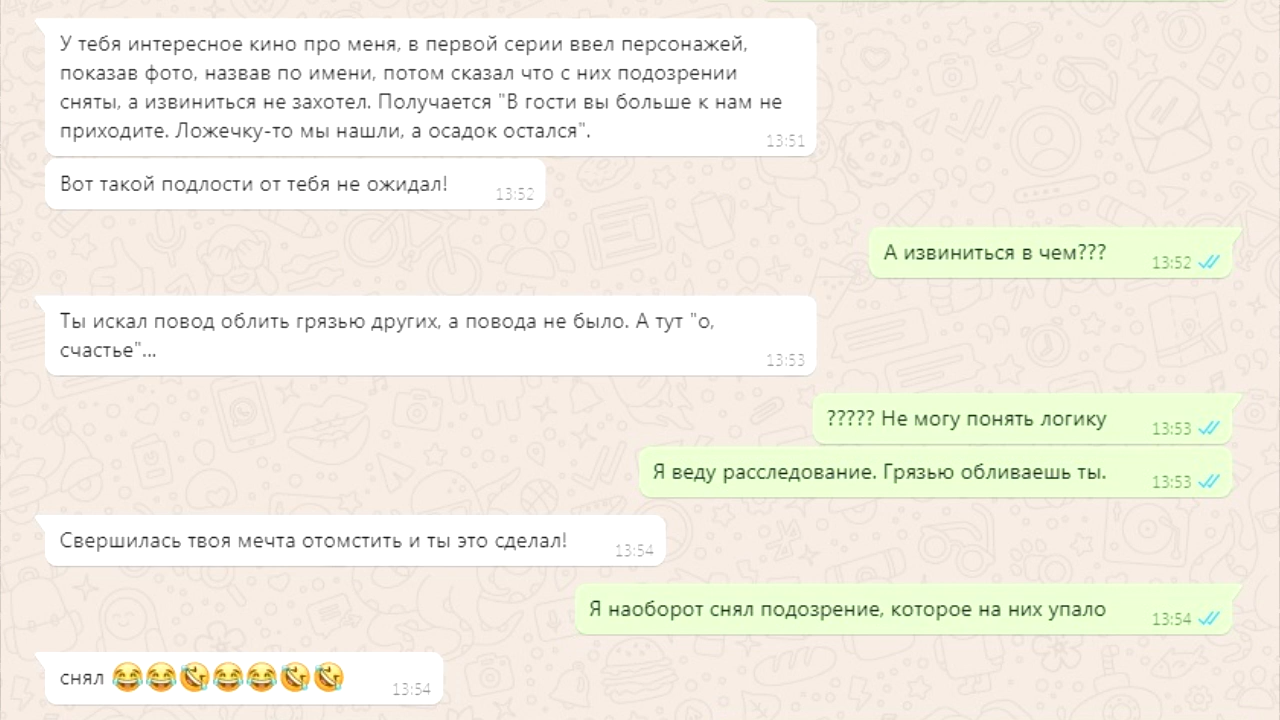 У тебя интересное кино про меня, в первой серии ввел персонажей,
показав фото, назвав по имени, потом сказал что с них подозрении
сняты, а извиниться не захотел. Получается "В гости вы больше к нам не
приходите. Ложечку-то мы нашли, а осадок остался".
13:51
Вот такой подлости от тебя не ожидал!
13:52
А извиниться в чем???
13:52
Ты искал повод облить грязью других, а повода не было. А тут "о,
счастье"...
13:53
????? Не могу понять логику
13:53
Я веду расследование. Грязью обливаешь ты.
13:53
Свершилась твоя мечта отомстить и ты это сделал!
13:54
Я наоборот снял подозрение, которое на них упало
13:54
снял 😂😂🤣😂😂🤣🤣
13:54